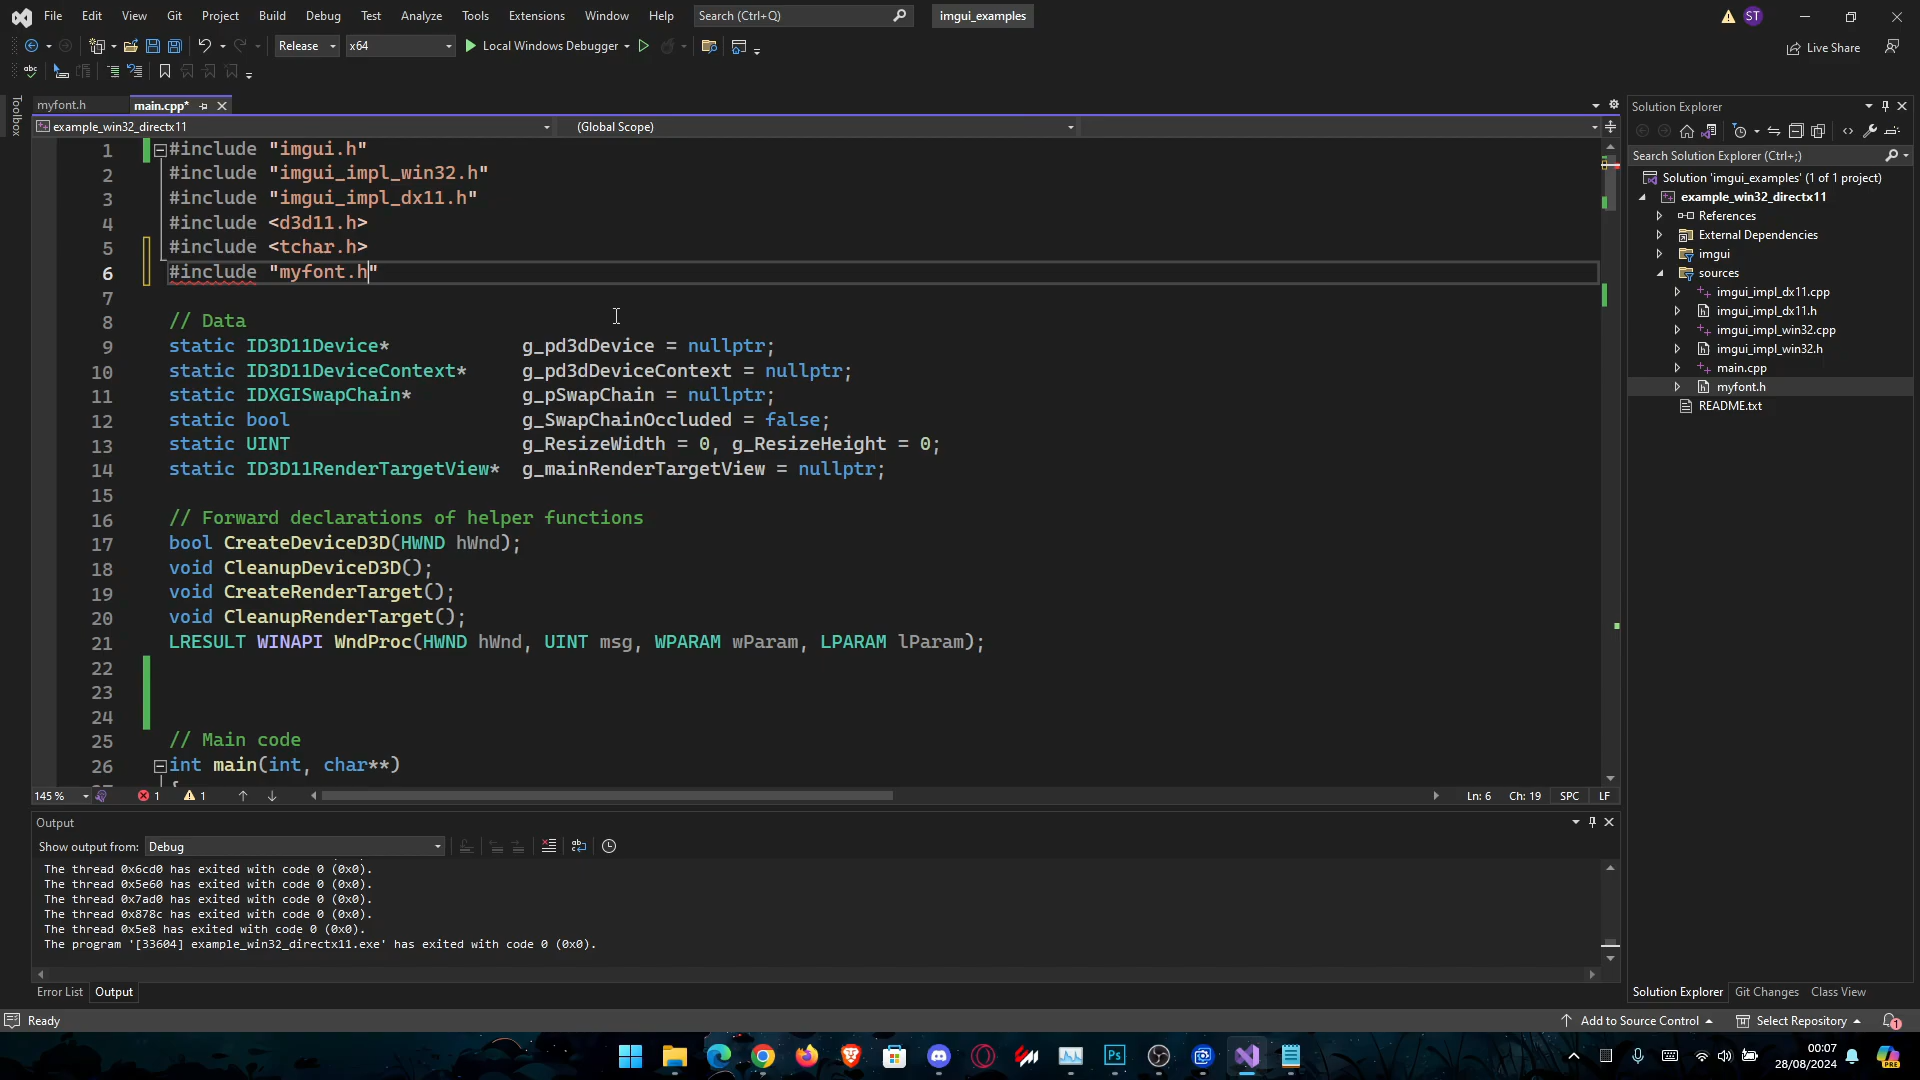 File Edit View Git Project Build Debug Test Analyze Tools Extensions Window Help Search (Ctrl+Q) imgui_examples ST
Release x64 Local Windows Debugger Live Share
abc
Toolbox
myfont.h main.cpp*
example_win32_directx11 (Global Scope)
1 #include "imgui.h"
2 #include "imgui_impl_win32.h"
3 #include "imgui_impl_dx11.h"
4 #include <d3d11.h>
5 #include <tchar.h>
6 #include "myfont.h"
7
8 // Data
9 static ID3D11Device* g_pd3dDevice = nullptr;
10 static ID3D11DeviceContext* g_pd3dDeviceContext = nullptr;
11 static IDXGISwapChain* g_pSwapChain = nullptr;
12 static bool g_SwapChainOccluded = false;
13 static UINT g_ResizeWidth = 0, g_ResizeHeight = 0;
14 static ID3D11RenderTargetView* g_mainRenderTargetView = nullptr;
15
16 // Forward declarations of helper functions
17 bool CreateDeviceD3D(HWND hWnd);
18 void CleanupDeviceD3D();
19 void CreateRenderTarget();
20 void CleanupRenderTarget();
21 LRESULT WINAPI WndProc(HWND hWnd, UINT msg, WPARAM wParam, LPARAM lParam);
22
23
24
25 // Main code
26 int main(int, char**)
145 % 1 1 Ln: 6 Ch: 19 SPC LF
Output
Show output from: Debug
The thread 0x6cd0 has exited with code 0 (0x0).
The thread 0x5e60 has exited with code 0 (0x0).
The thread 0x7ad0 has exited with code 0 (0x0).
The thread 0x878c has exited with code 0 (0x0).
The thread 0x5e8 has exited with code 0 (0x0).
The program '[33604] example_win32_directx11.exe' has exited with code 0 (0x0).
Error List Output
Solution Explorer
Search Solution Explorer (Ctrl+;)
Solution 'imgui_examples' (1 of 1 project)
example_win32_directx11
References
External Dependencies
imgui
sources
imgui_impl_dx11.cpp
imgui_impl_dx11.h
imgui_impl_win32.cpp
imgui_impl_win32.h
main.cpp
myfont.h
README.txt
Solution Explorer Git Changes Class View
Ready Add to Source Control Select Repository 1
Ps 00:07
28/08/2024
PRE